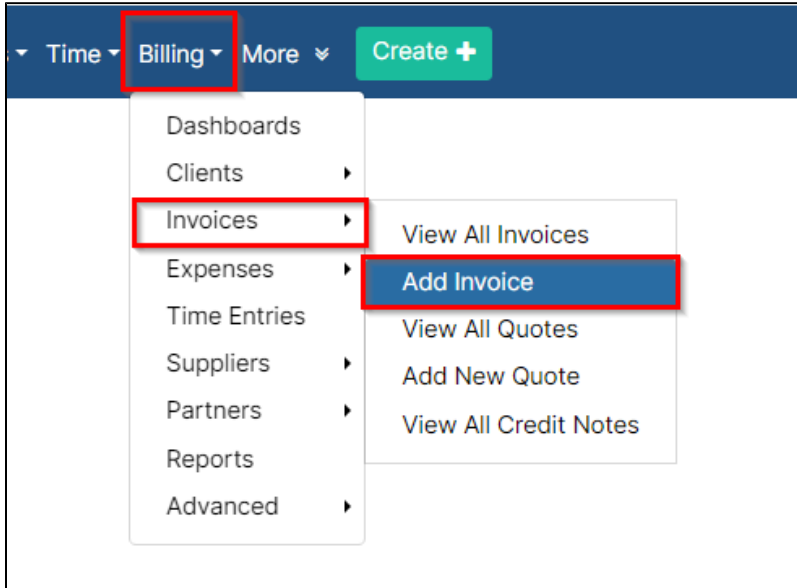 Time Billing More Create
Dashboards
Clients
Invoices
Expenses
Time Entries
Suppliers
Partners
Reports
Advanced
View All Invoices
Add Invoice
View All Quotes
Add New Quote
View All Credit Notes